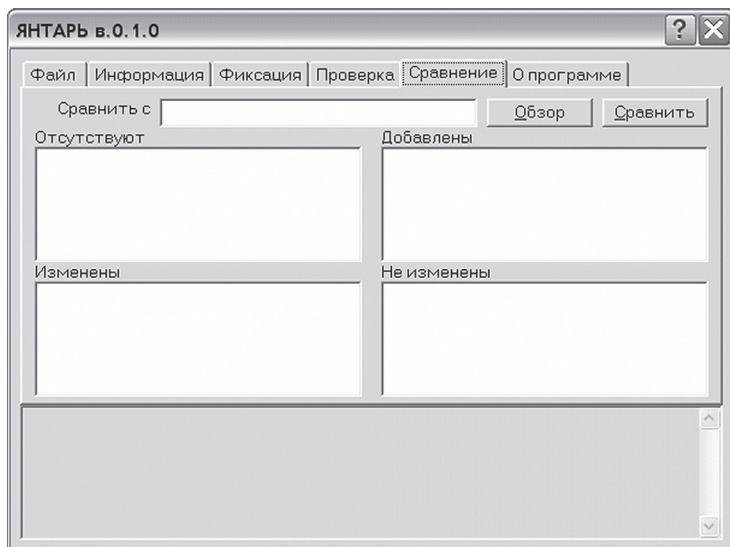 ЯНТАРЬ в.0.1.0
Файл Информация Фиксация Проверка Сравнение О программе
Сравнить с Обзор Сравнить
Отсутствуют Добавлены
Изменены Не изменены